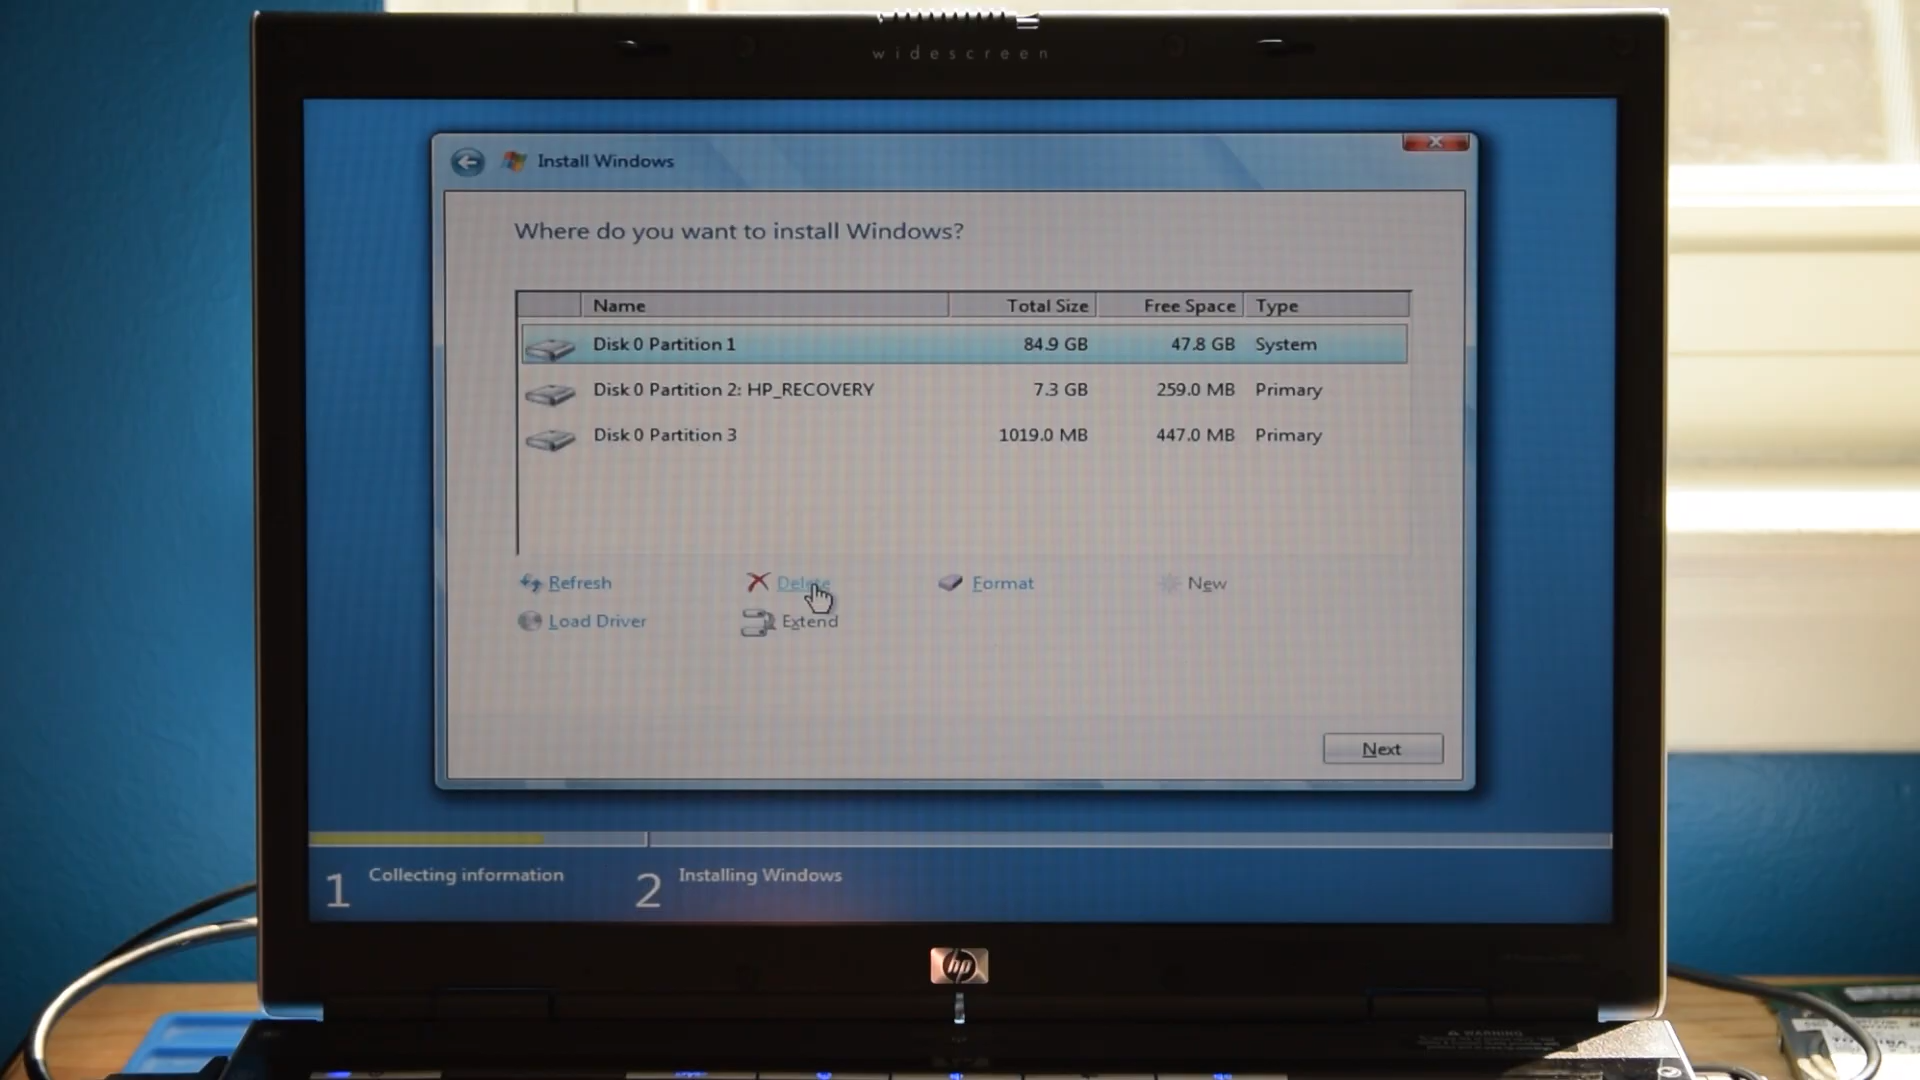 widescreen
Install Windows
Where do you want to install Windows?
Name Total Size Free Space Type
Disk 0 Partition 1 84.9 GB 47.8 GB System
Disk 0 Partition 2: HP_RECOVERY 7.3 GB 259.0 MB Primary
Disk 0 Partition 3 1019.0 MB 447.0 MB Primary
Refresh Delete Format New
Load Driver Extend
Next
1 Collecting information 2 Installing Windows
hp
WARNING